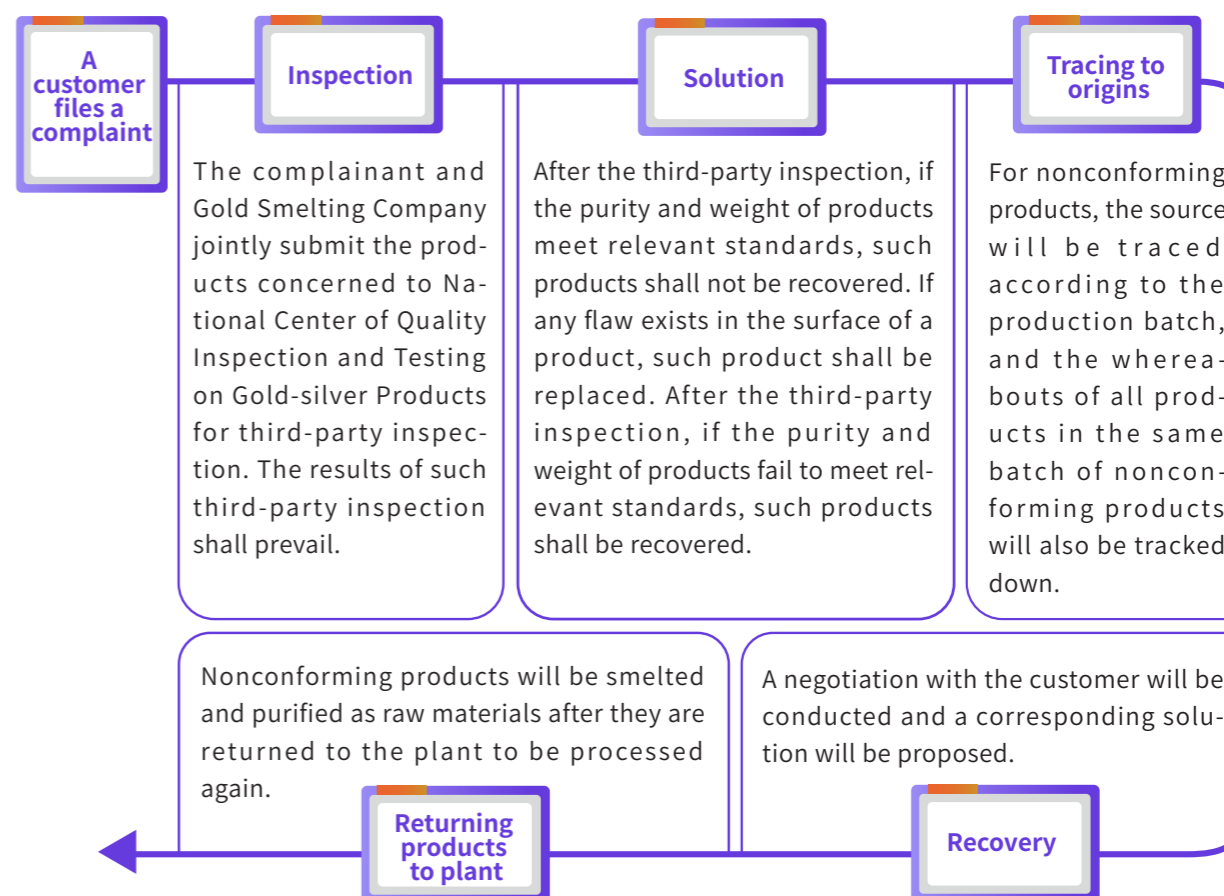 A
customer
files a
complaint
Inspection
The complainant and
Gold Smelting Company
jointly submit the prod-
ucts concerned to Na-
tional Center of Quality
Inspection and Testing
on Gold-silver Products
for third-party inspec-
tion. The results of such
third-party inspection
shall prevail.
Solution
After the third-party inspection, if
the purity and weight of products
meet relevant standards, such
products shall not be recovered. If
any flaw exists in the surface of a
product, such product shall be
replaced. After the third-party
inspection, if the purity and
weight of products fail to meet rel-
evant standards, such products
shall be recovered.
Tracing to
origins
For nonconforming
products, the source
will be traced
according to the
production batch,
and the wherea-
bouts of all prod-
ucts in the same
batch of noncon-
forming products
will also be tracked
down.
A negotiation with the customer will be
conducted and a corresponding solu-
tion will be proposed.
Recovery
Nonconforming products will be smelted
and purified as raw materials after they are
returned to the plant to be processed
again.
Returning
products
to plant